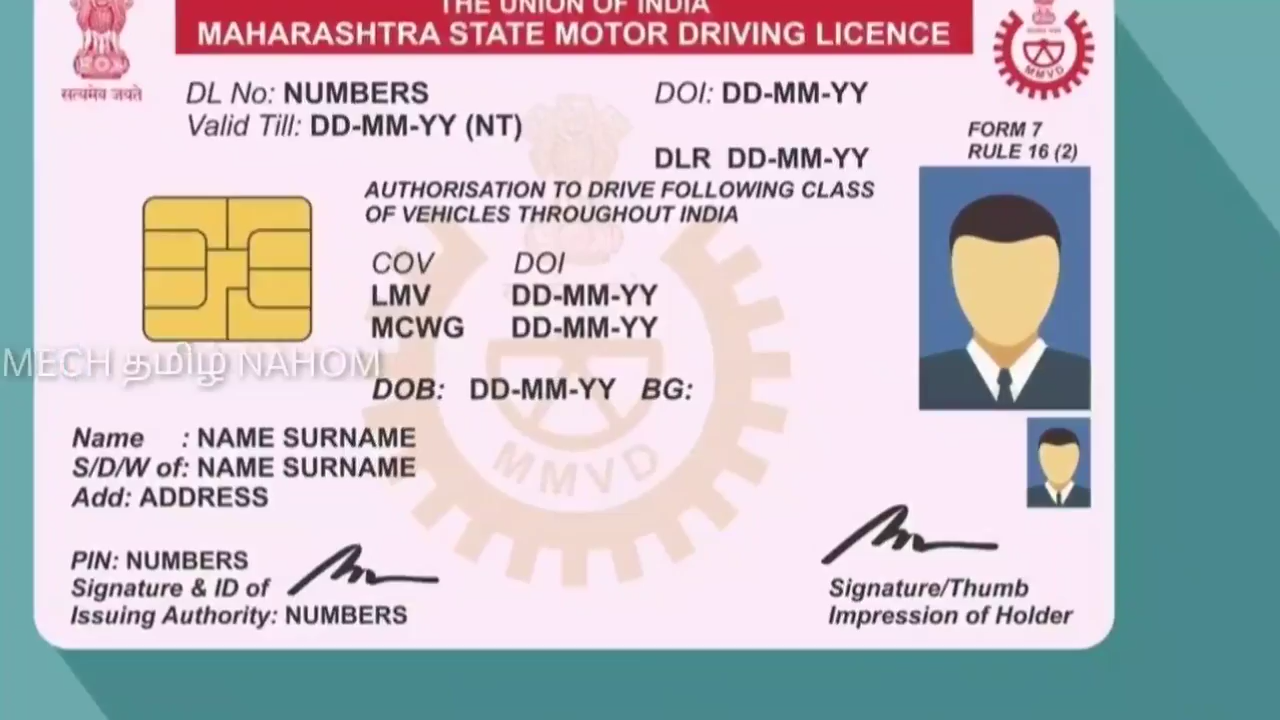 THE UNION OF INDIA
MAHARASHTRA STATE MOTOR DRIVING LICENCE
सत्यमेव जयते
MMVD
DL No: NUMBERS
DOI: DD-MM-YY
Valid Till: DD-MM-YY (NT)
FORM 7
RULE 16 (2)
DLR DD-MM-YY
AUTHORISATION TO DRIVE FOLLOWING CLASS
OF VEHICLES THROUGHOUT INDIA
COV DOI
LMV DD-MM-YY
MCWG DD-MM-YY
MECH தமிழ் NAHOM
DOB: DD-MM-YY BG:
Name : NAME SURNAME
S/D/W of: NAME SURNAME
Add: ADDRESS
MMVD
PIN: NUMBERS
Signature & ID of
Issuing Authority: NUMBERS
Signature/Thumb
Impression of Holder